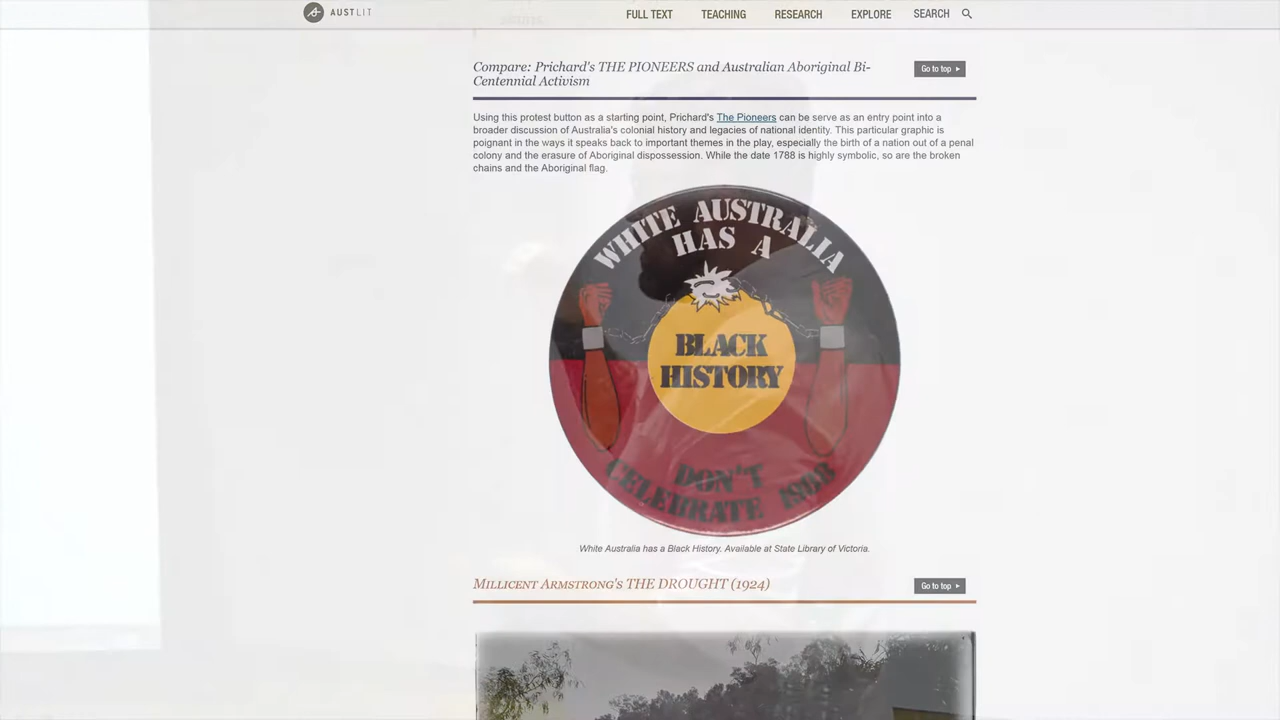 AUSTLIT
FULL TEXT TEACHING RESEARCH EXPLORE SEARCH
Compare: Prichard's THE PIONEERS and Australian Aboriginal Bi-
Centennial Activism
Go to top
Using this protest button as a starting point, Prichard's The Pioneers can be serve as an entry point into a
broader discussion of Australia's colonial history and legacies of national identity. This particular graphic is
poignant in the ways it speaks back to important themes in the play, especially the birth of a nation out of a penal
colony and the erasure of Aboriginal dispossession. While the date 1788 is highly symbolic, so are the broken
chains and the Aboriginal flag.
WHITE AUSTRALIA
HAS A
BLACK
HISTORY
DON'T
CELEBRATE 1988
White Australia has a Black History. Available at State Library of Victoria.
MILLICENT ARMSTRONG'S THE DROUGHT (1924)
Go to top